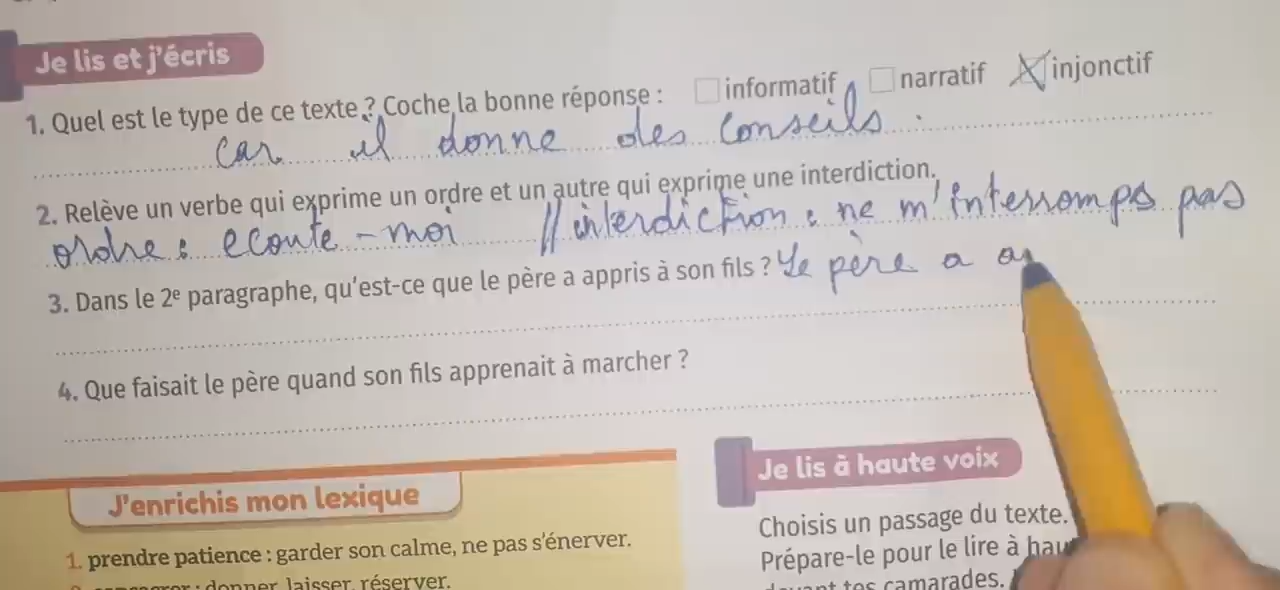 Je lis et j'écris
1. Quel est le type de ce texte ? Coche la bonne réponse : informatif narratif injonctif
car il donne des conseils.
2. Relève un verbe qui exprime un ordre et un autre qui exprime une interdiction.
ordre : ecoute-moi // interdiction : ne m'interromps pas
3. Dans le 2e paragraphe, qu'est-ce que le père a appris à son fils ? Le père a
4. Que faisait le père quand son fils apprenait à marcher ?
J'enrichis mon lexique
1. prendre patience : garder son calme, ne pas s'énerver.
donner, laisser, réserver.
Je lis à haute voix
Choisis un passage du texte.
Prépare-le pour le lire à
tes camarades.